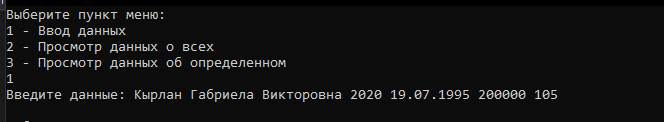 Выберите пункт меню:
1 - Ввод данных
2 - Просмотр данных о всех
3 - Просмотр данных об определенном
1
Введите данные: Кырлан Габриела Викторовна 2020 19.07.1995 200000 105